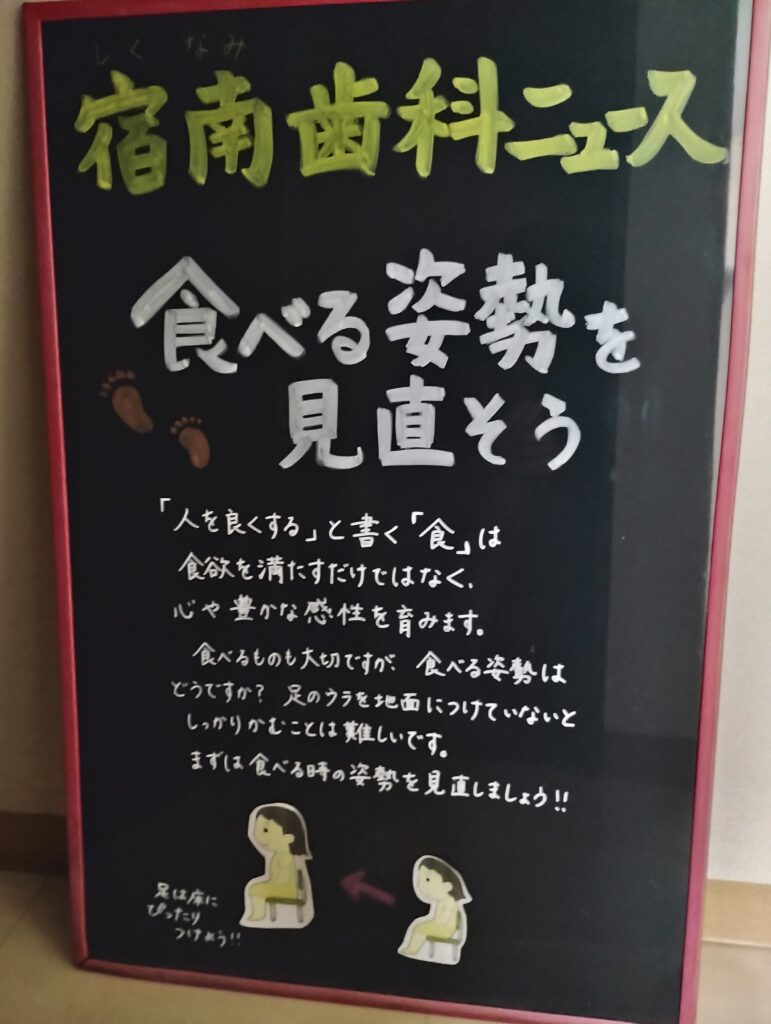 しくなみ
宿南歯科ニュース
食べる姿勢を
見直そう
「人を良くする」と書く「食」は
食欲を満たすだけではなく、
心や豊かな感性を育みます。
食べるものも大切ですが、食べる姿勢は
どうですか？ 足のウラを地面につけていないと
しっかりかむことは難しいです。
まずは食べる時の姿勢を見直しましょう!!
足は床に
ぴったり
つけよう!!